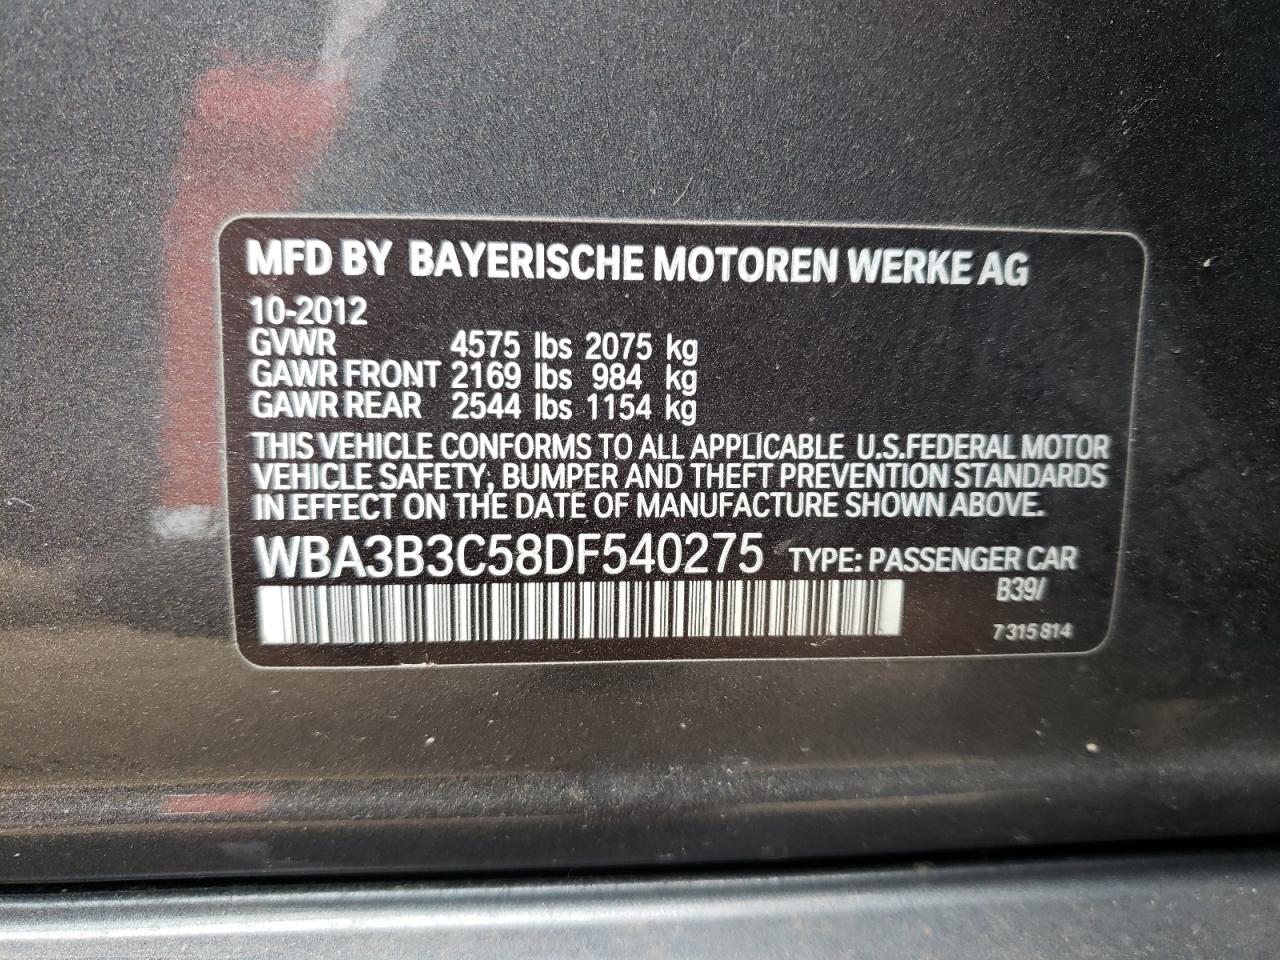 MFD BY BAYERISCHE MOTOREN WERKE AG
10-2012
GVWR 4575 lbs 2075 kg
GAWR FRONT 2169 lbs 984 kg
GAWR REAR 2544 lbs 1154 kg
THIS VEHICLE CONFORMS TO ALL APPLICABLE U.S.FEDERAL MOTOR
VEHICLE SAFETY, BUMPER AND THEFT PREVENTION STANDARDS
IN EFFECT ON THE DATE OF MANUFACTURE SHOWN ABOVE.
WBA3B3C58DF540275 TYPE: PASSENGER CAR
B39/
7 315 814